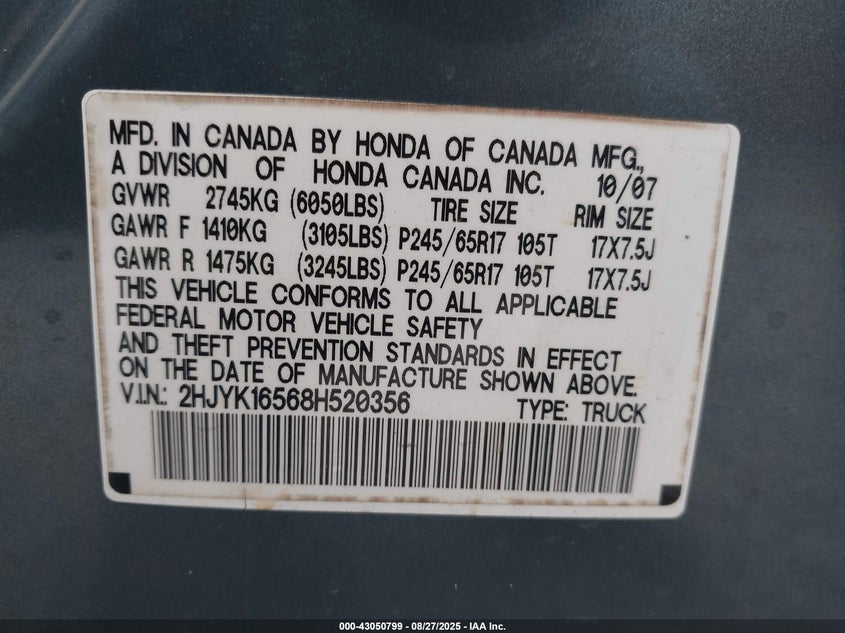 MFD. IN CANADA BY HONDA OF CANADA MFG.,
A DIVISION OF HONDA CANADA INC. 10/07
GVWR 2745KG (6050LBS) TIRE SIZE RIM SIZE
GAWR F 1410KG (3105LBS) P245/65R17 105T 17X7.5J
GAWR R 1475KG (3245LBS) P245/65R17 105T 17X7.5J
THIS VEHICLE CONFORMS TO ALL APPLICABLE
FEDERAL MOTOR VEHICLE SAFETY
AND THEFT PREVENTION STANDARDS IN EFFECT
ON THE DATE OF MANUFACTURE SHOWN ABOVE.
V.I.N.: 2HJYK16568H520356 TYPE: TRUCK
000-43050799 - 08/27/2025 - IAA Inc.